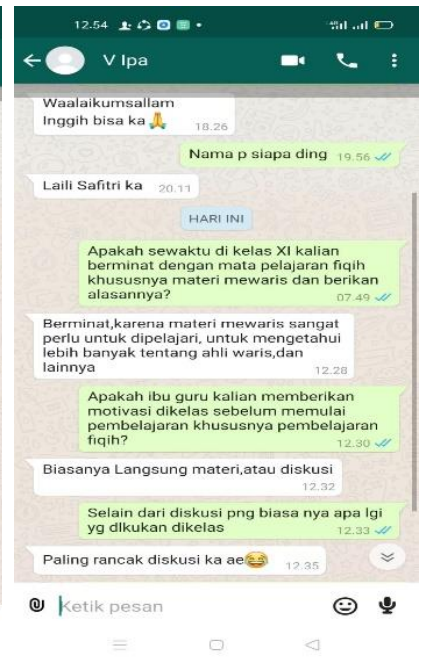 12.54
V Ipa
Waalaikumsallam
Inggih bisa ka🙏 18.26
Nama p siapa ding 19.56
Laili Safitri ka 20.11
HARI INI
Apakah sewaktu di kelas XI kalian
berminat dengan mata pelajaran fiqih
khususnya materi mewaris dan berikan
alasannya? 07.49
Berminat,karena materi mewaris sangat
perlu untuk dipelajari, untuk mengetahui
lebih banyak tentang ahli waris,dan
lainnya 12.28
Apakah ibu guru kalian memberikan
motivasi dikelas sebelum memulai
pembelajaran khususnya pembelajaran
fiqih? 12.30
Biasanya Langsung materi,atau diskusi
12.32
Selain dari diskusi png biasa nya apa lgi
yg dlkukan dikelas 12.33
Paling rancak diskusi ka ae😂 12.35
Ketik pesan